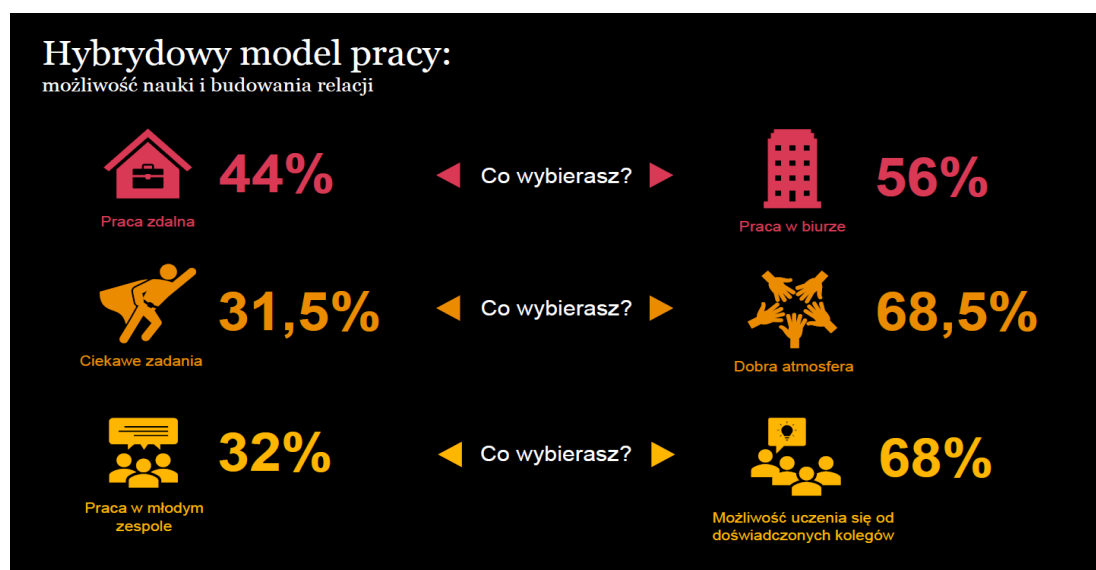 Hybrydowy model pracy:
możliwość nauki i budowania relacji
44%
Co wybierasz?
56%
Praca zdalna
Praca w biurze
31,5%
Co wybierasz?
68,5%
Ciekawe zadania
Dobra atmosfera
32%
Co wybierasz?
68%
Praca w młodym
zespole
Możliwość uczenia się od
doświadczonych kolegów